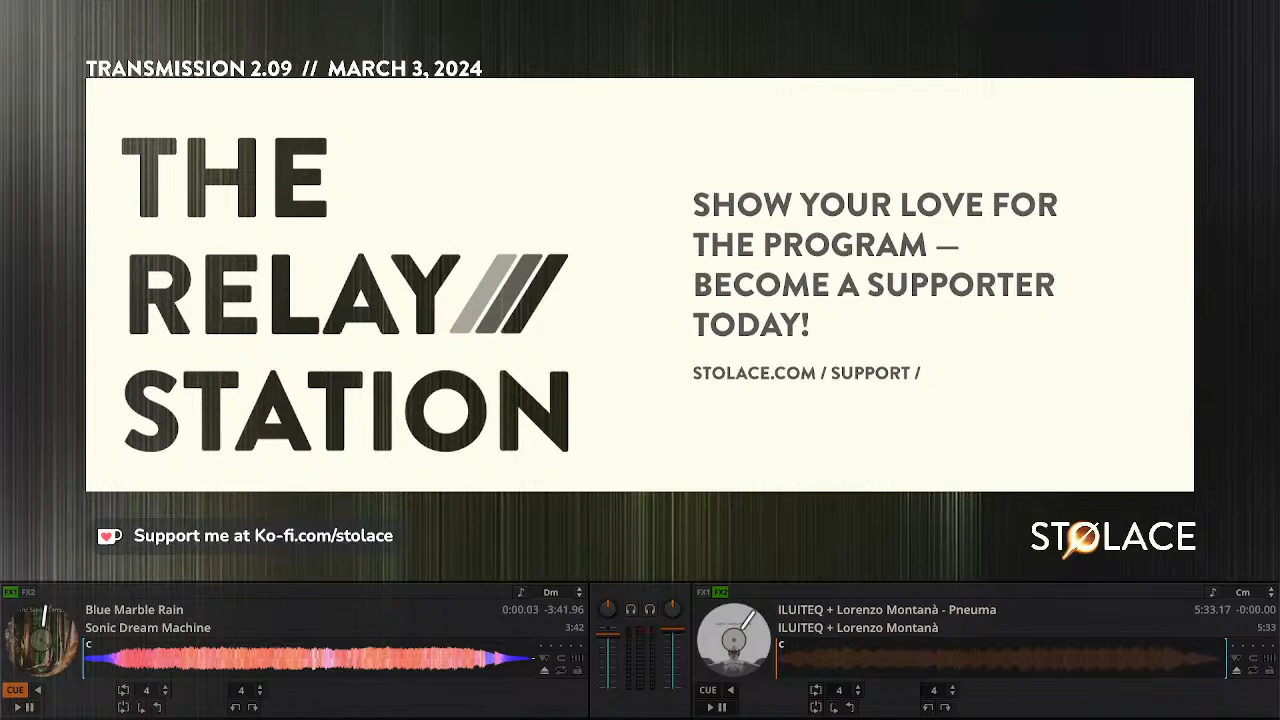 TRANSMISSION 2.09 // MARCH 3, 2024
THE
RELAY
STATION
SHOW YOUR LOVE FOR
THE PROGRAM —
BECOME A SUPPORTER
TODAY!
STOLACE.COM / SUPPORT /
Support me at Ko-fi.com/stolace
STØLACE
FX1 FX2
Dm
Blue Marble Rain
0:00.03 -3:41.96
Sonic Dream Machine
3:42
C
CUE
4
4
FX1 FX2
Cm
ILUITEQ + Lorenzo Montanà - Pneuma
5:33.17 -0:00.00
ILUITEQ + Lorenzo Montanà
5:33
C
CUE
4
4